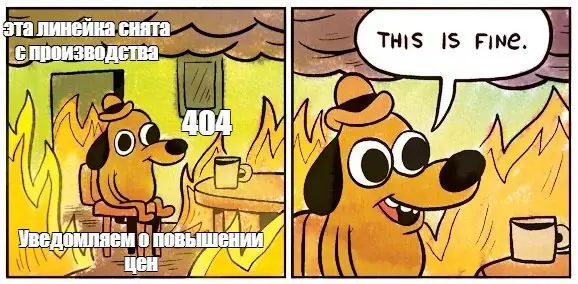 эта линейка снята
с производства
404
Уведомляем о повышении
цен
THIS IS FINE.